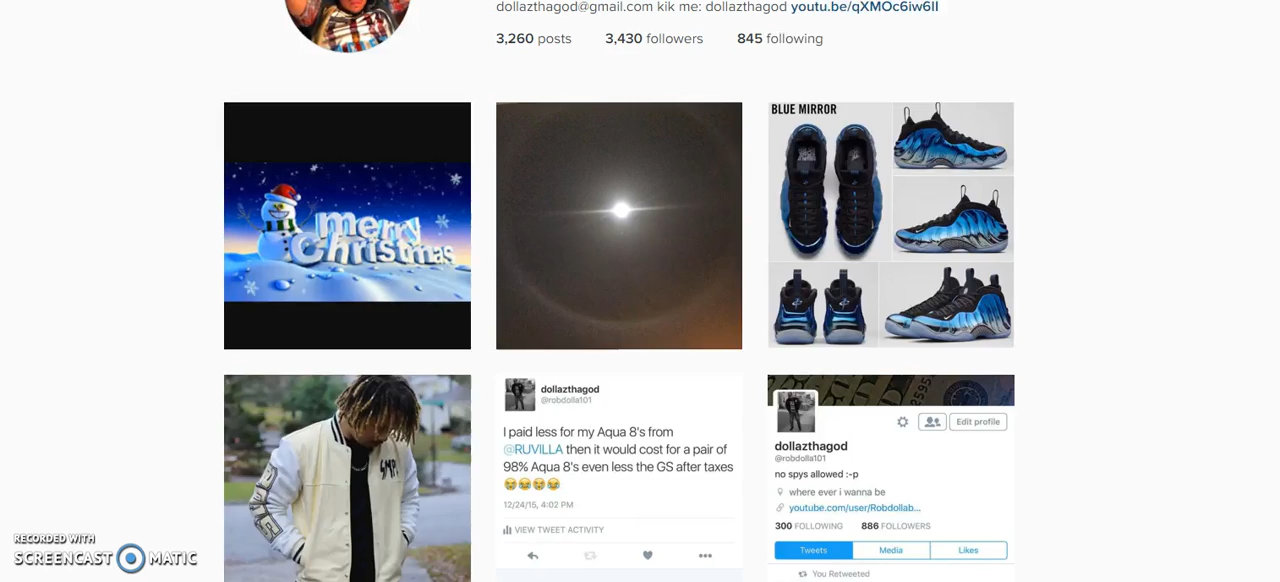 dollazthagod@gmail.com kik me: dollazthagod youtu.be/qXMOc6iw6lI
3,260 posts 3,430 followers 845 following
merry
Christmas
BLUE MIRROR
dollazthagod
@robdolla101
I paid less for my Aqua 8's from
@RUVILLA then it would cost for a pair of
98% Aqua 8's even less the GS after taxes
12/24/15, 4:02 PM
VIEW TWEET ACTIVITY
Edit profile
dollazthagod
@robdolla101
no spys allowed :-p
where ever i wanna be
youtube.com/user/Robdollab...
300 FOLLOWING 886 FOLLOWERS
Tweets Media Likes
You Retweeted
RECORDED WITH
SCREENCAST MATIC